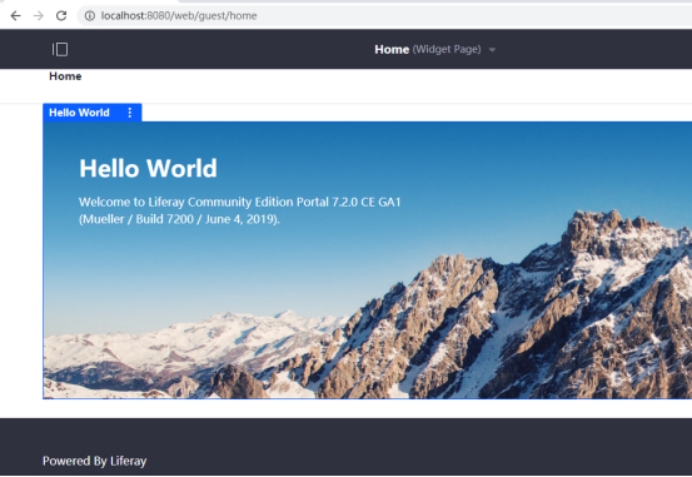 localhost:8080/web/guest/home
Home (Widget Page)
Home
Hello World
Hello World
Welcome to Liferay Community Edition Portal 7.2.0 CE GA1
(Mueller / Build 7200 / June 4, 2019).
Powered By Liferay